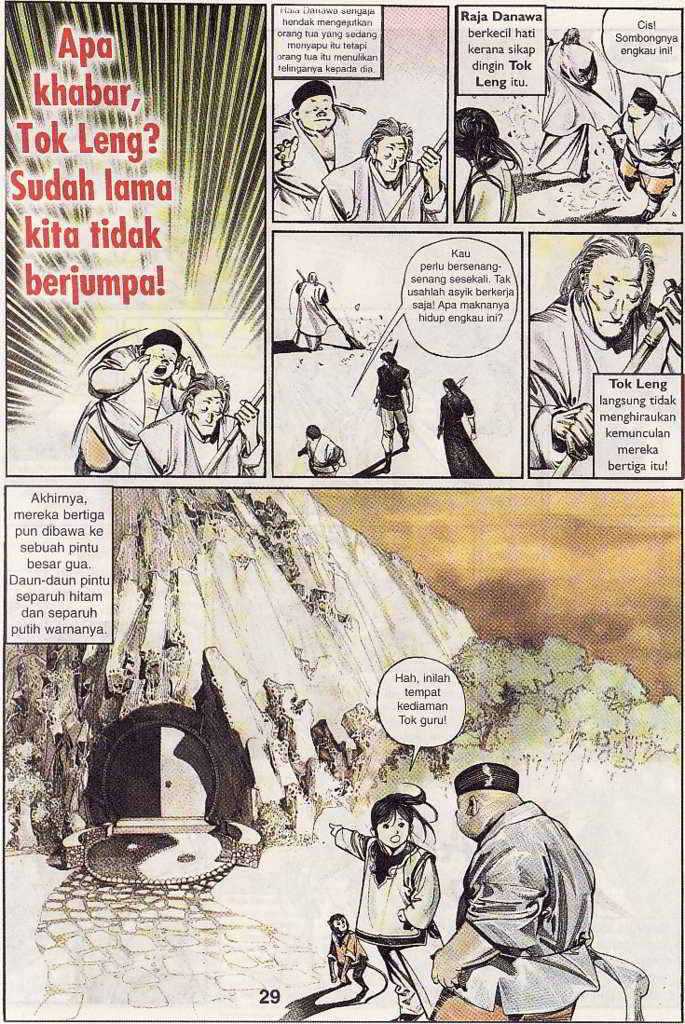 Apa
khabar,
Tok Leng?
Sudah lama
kita tidak
berjumpa!
Raja Danawa sengaja
hendak mengejutkan
orang tua yang sedang
menyapu itu tetapi
orang tua itu menulikan
telinganya kepada dia.
Raja Danawa
berkecil hati
kerana sikap
dingin Tok
Leng itu.
Cis!
Sombongnya
engkau ini!
Kau
perlu bersenang-
senang sesekali. Tak
usahlah asyik berkerja
saja! Apa maknanya
hidup engkau ini?
Tok Leng
langsung tidak
menghiraukan
kemunculan
mereka
bertiga itu!
Akhirnya,
mereka bertiga
pun dibawa ke
sebuah pintu
besar gua.
Daun-daun pintu
separuh hitam
dan separuh
putih warnanya.
Hah, inilah
tempat
kediaman
Tok guru!
29